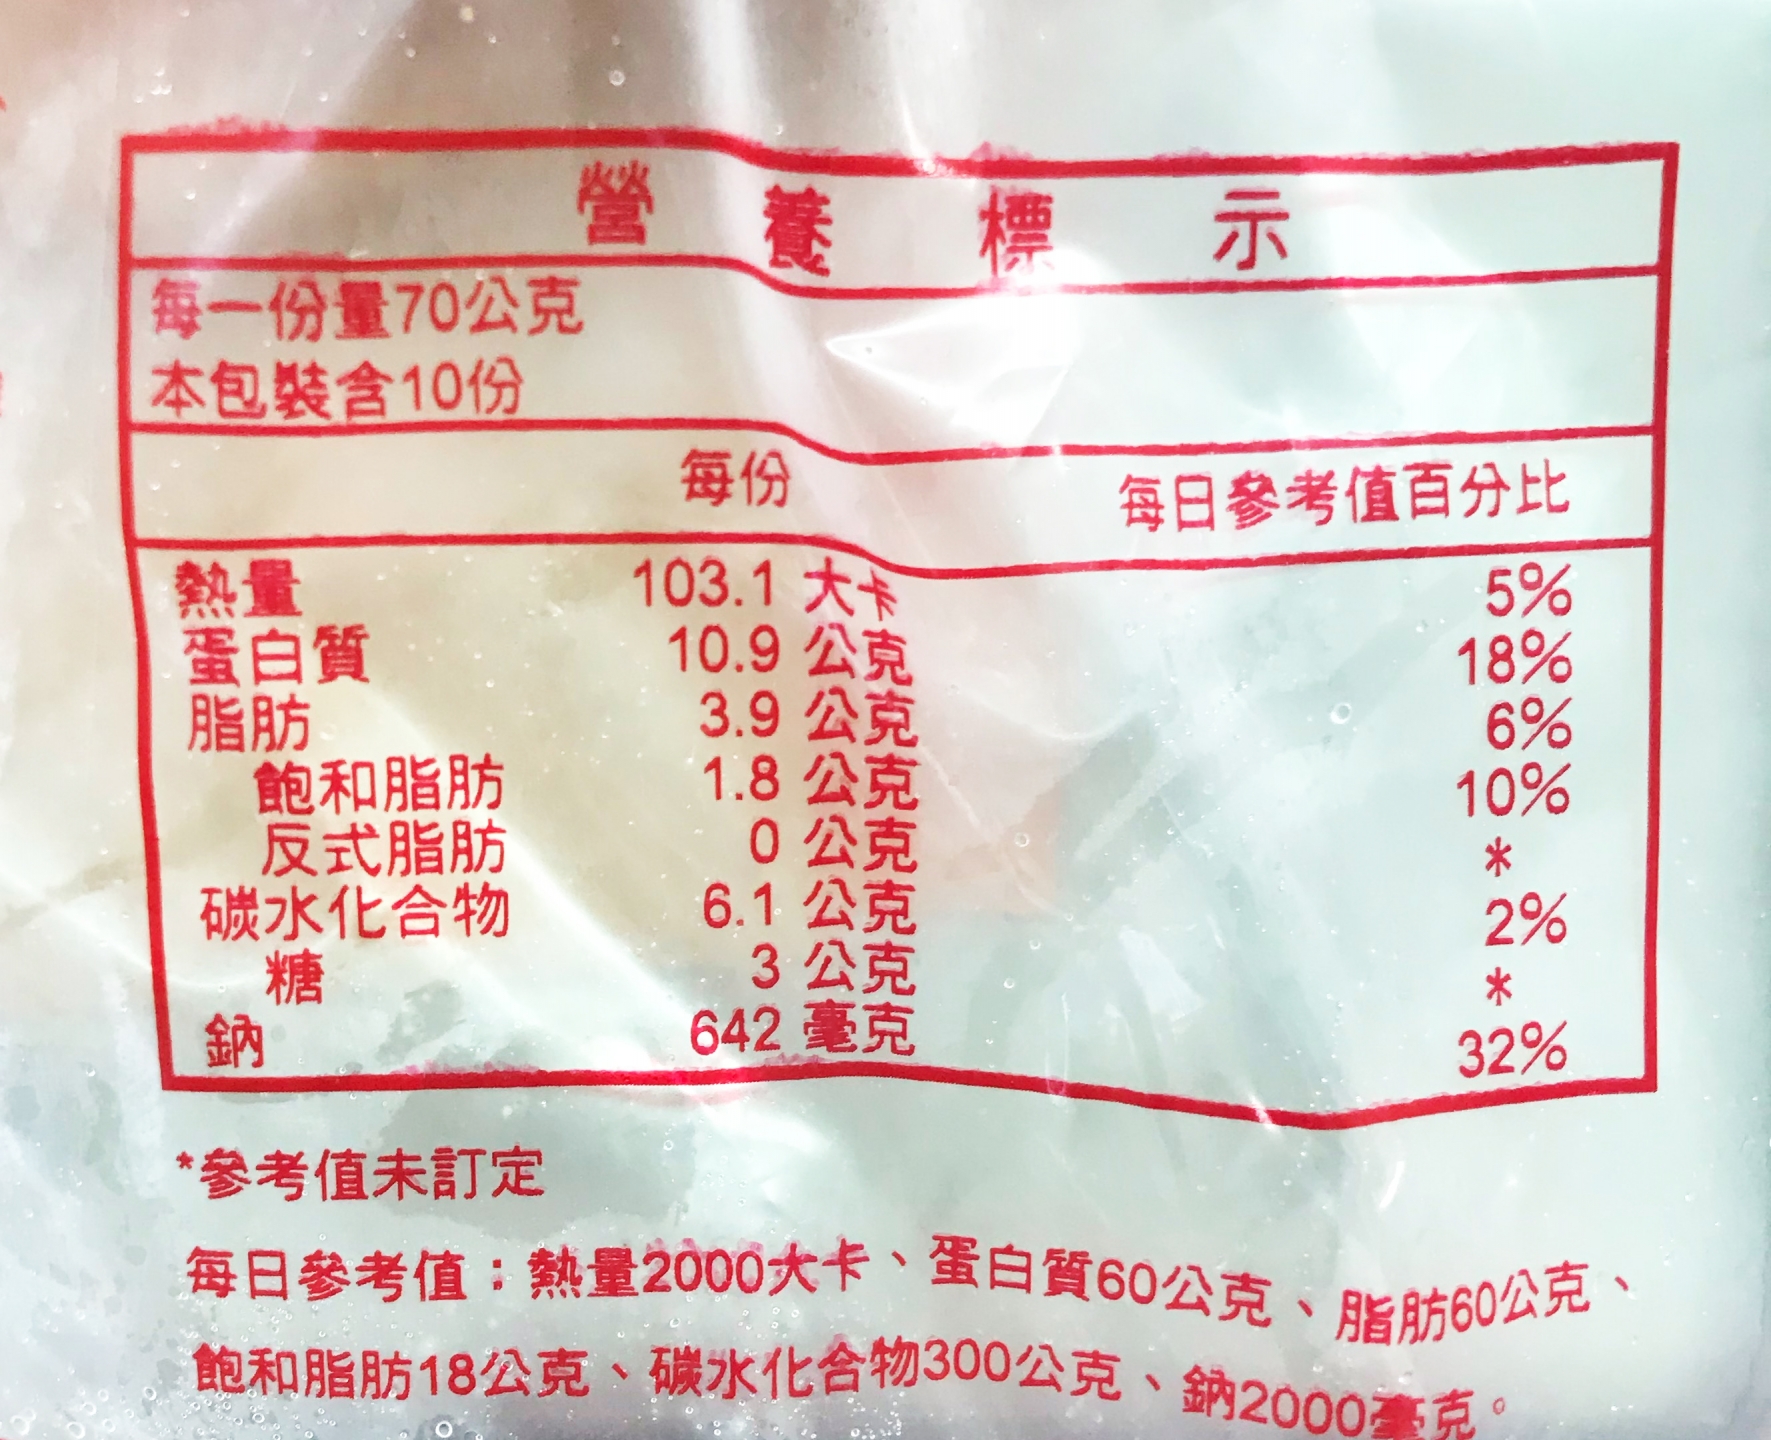 營養標示
每一份量70公克
本包裝含10份
每份 每日參考值百分比
熱量 103.1 大卡 5%
蛋白質 10.9 公克 18%
脂肪 3.9 公克 6%
飽和脂肪 1.8 公克 10%
反式脂肪 0 公克 *
碳水化合物 6.1 公克 2%
糖 3 公克 *
鈉 642 毫克 32%
*參考值未訂定
每日參考值：熱量2000大卡、蛋白質60公克、脂肪60公克、
飽和脂肪18公克、碳水化合物300公克、鈉2000毫克。